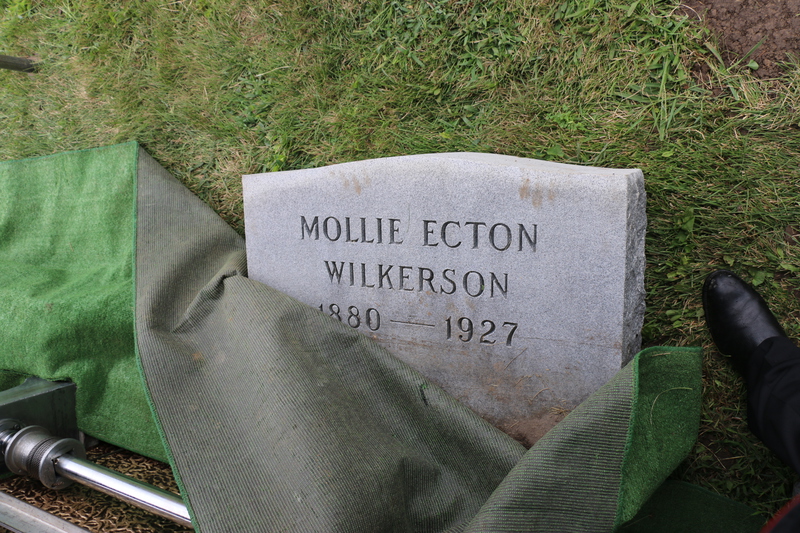 MOLLIE ECTON
WILKERSON
1880 — 1927